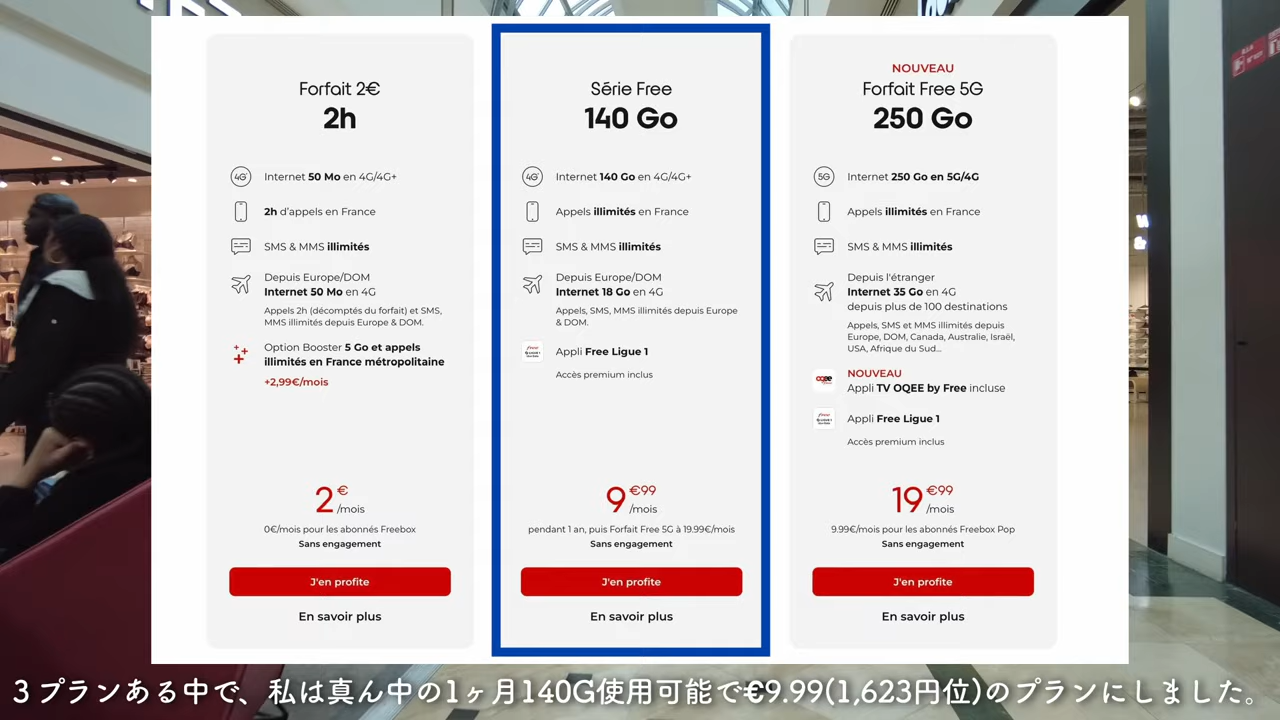 Forfait 2€
2h
4G Internet 50 Mo en 4G/4G+
2h d'appels en France
SMS & MMS illimités
Depuis Europe/DOM
Internet 50 Mo en 4G
Appels 2h (décomptés du forfait) et SMS,
MMS illimités depuis Europe & DOM.
Option Booster 5 Go et appels
illimités en France métropolitaine
+2,99€/mois
2€
/mois
0€/mois pour les abonnés Freebox
Sans engagement
J'en profite
En savoir plus
Série Free
140 Go
4G Internet 140 Go en 4G/4G+
Appels illimités en France
SMS & MMS illimités
Depuis Europe/DOM
Internet 18 Go en 4G
Appels, SMS, MMS illimités depuis Europe
& DOM.
Appli Free Ligue 1
Accès premium inclus
9€99
/mois
pendant 1 an, puis Forfait Free 5G à 19.99€/mois
Sans engagement
J'en profite
En savoir plus
NOUVEAU
Forfait Free 5G
250 Go
5G Internet 250 Go en 5G/4G
Appels illimités en France
SMS & MMS illimités
Depuis l'étranger
Internet 35 Go en 4G
depuis plus de 100 destinations
Appels, SMS et MMS illimités depuis
Europe, DOM, Canada, Australie, Israël,
USA, Afrique du Sud...
NOUVEAU
OQEE Appli TV OQEE by Free incluse
Appli Free Ligue 1
Accès premium inclus
19€99
/mois
9.99€/mois pour les abonnés Freebox Pop
Sans engagement
J'en profite
En savoir plus
3プランある中で、私は真ん中の1ヶ月140G使用可能で€9.99(1,623円位)のプランにしました。